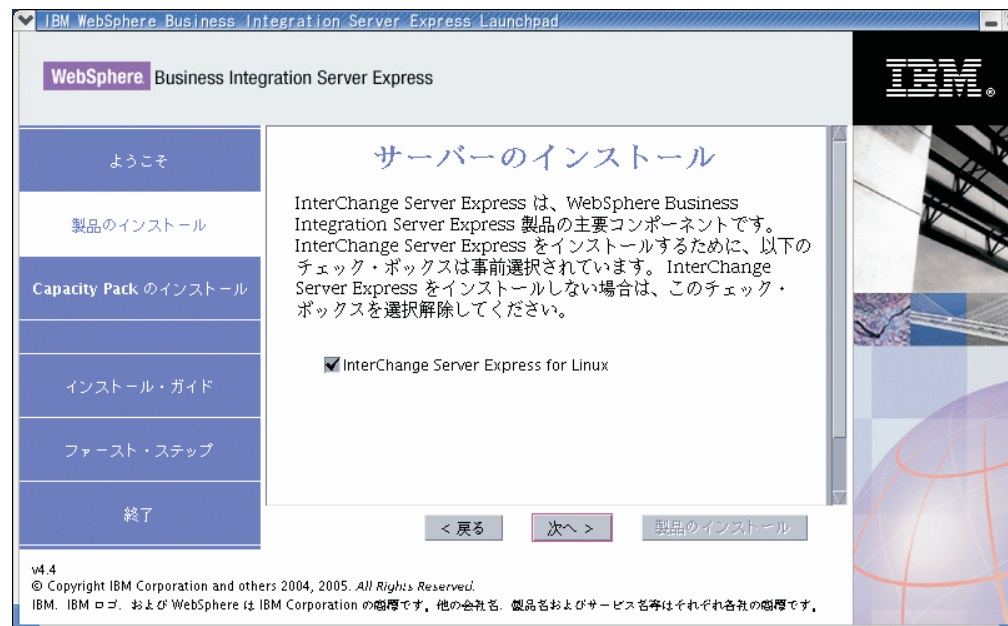 IBM WebSphere Business Integration Server Express Launchpad
WebSphere. Business Integration Server Express
IBM®
ようこそ
製品のインストール
Capacity Pack のインストール
インストール・ガイド
ファースト・ステップ
終了
サーバーのインストール
InterChange Server Express は、WebSphere Business
Integration Server Express 製品の主要コンポーネントです。
InterChange Server Express をインストールするために、以下の
チェック・ボックスは事前選択されています。 InterChange
Server Express をインストールしない場合は、このチェック・
ボックスを選択解除してください。
InterChange Server Express for Linux
< 戻る
次へ >
製品のインストール
v4.4
© Copyright IBM Corporation and others 2004, 2005. All Rights Reserved.
IBM, IBM ロゴ, および WebSphere は IBM Corporation の商標です。他の会社名, 製品名およびサービス名等はそれぞれ各社の商標です。